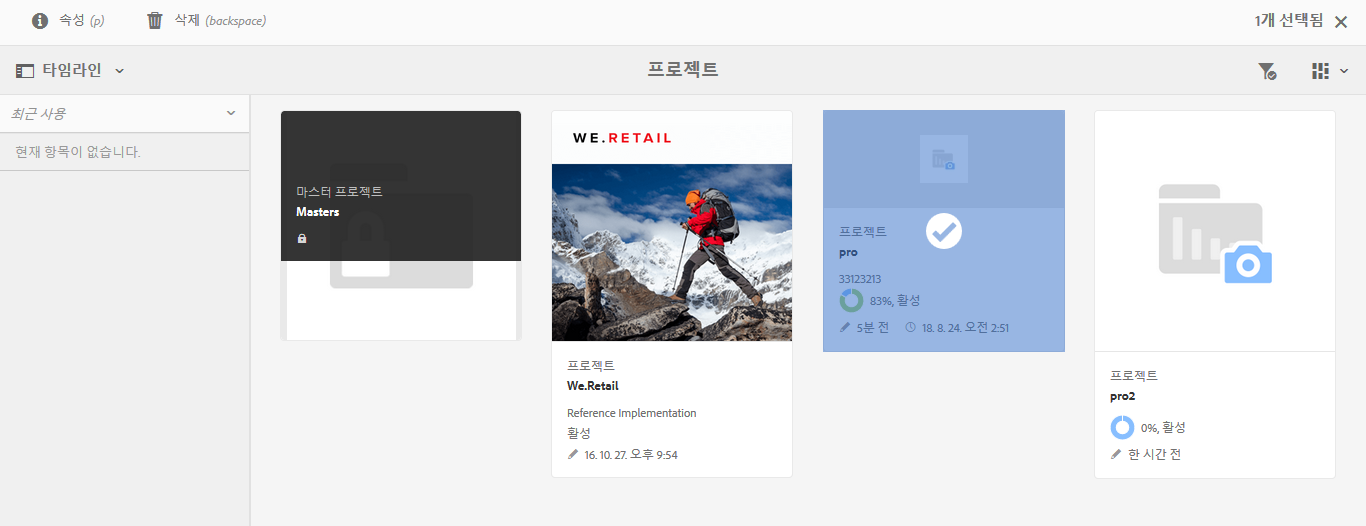 속성 (p)
삭제 (backspace)
1개 선택됨
타임라인
프로젝트
최근 사용
현재 항목이 없습니다.
마스터 프로젝트
Masters
WE.RETAIL
프로젝트
We.Retail
Reference Implementation
활성
16. 10. 27. 오후 9:54
프로젝트
pro
33123213
83%, 활성
5분 전 18. 8. 24. 오전 2:51
프로젝트
pro2
0%, 활성
한 시간 전